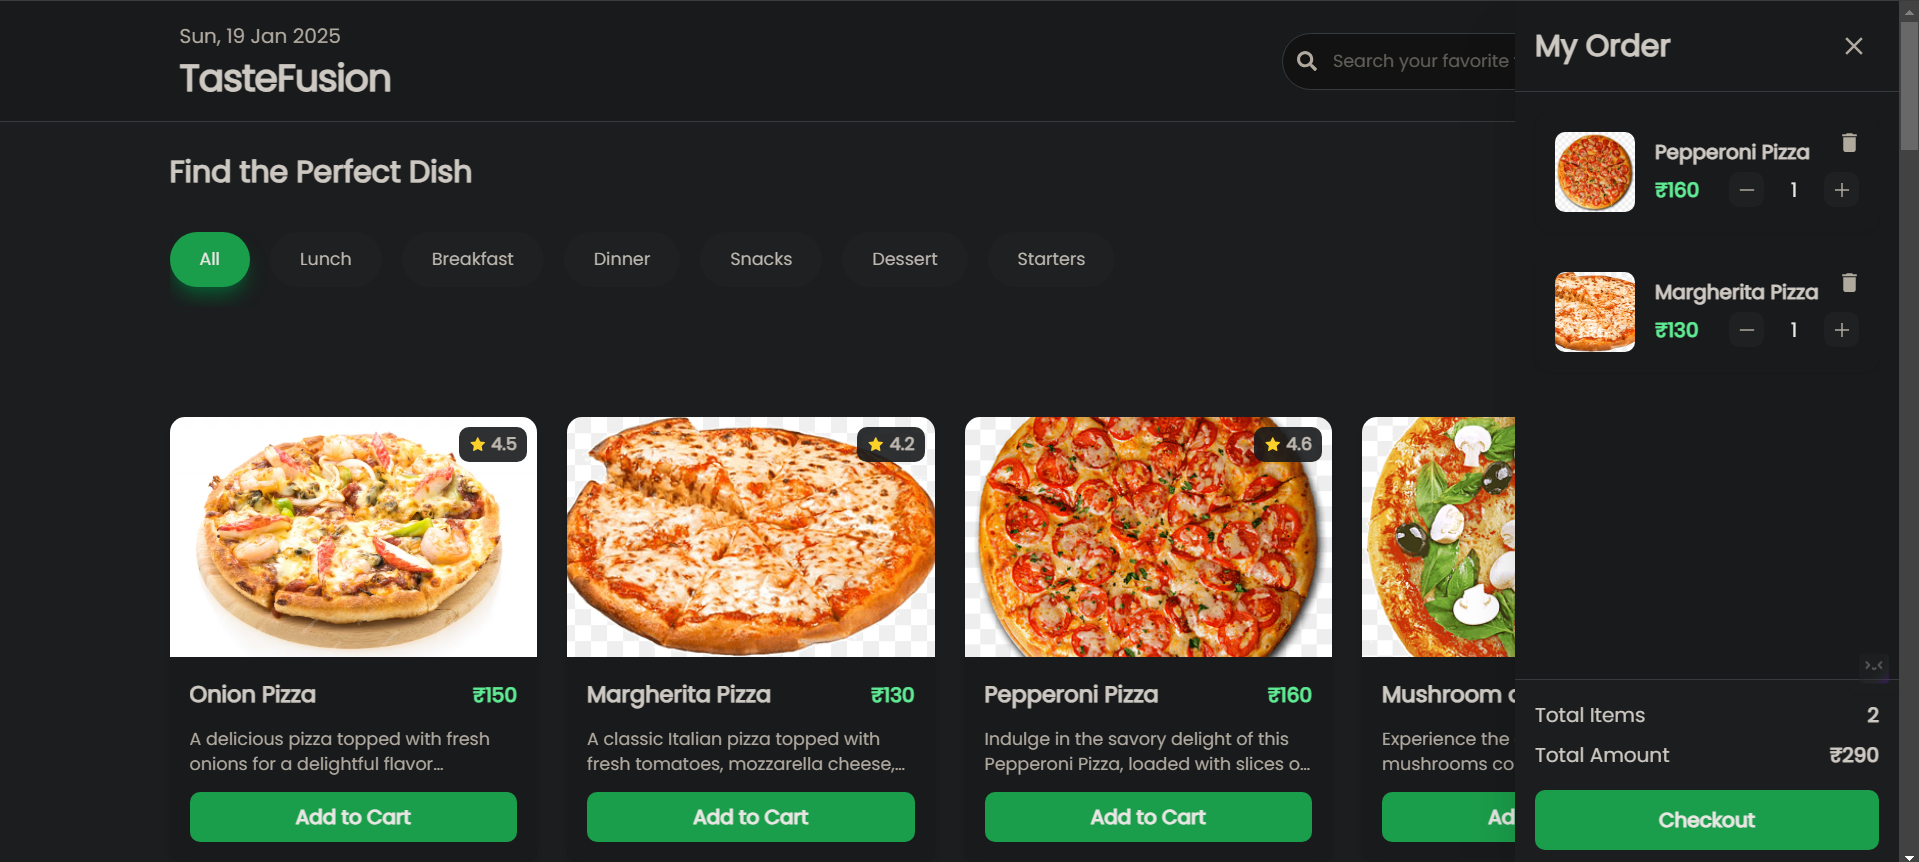 Sun, 19 Jan 2025
TasteFusion
Search your favorite
My Order
Find the Perfect Dish
All
Lunch
Breakfast
Dinner
Snacks
Dessert
Starters
Pepperoni Pizza
₹160
1
Margherita Pizza
₹130
1
4.5
4.2
4.6
Onion Pizza
₹150
A delicious pizza topped with fresh
onions for a delightful flavor...
Add to Cart
Margherita Pizza
₹130
A classic Italian pizza topped with
fresh tomatoes, mozzarella cheese,...
Add to Cart
Pepperoni Pizza
₹160
Indulge in the savory delight of this
Pepperoni Pizza, loaded with slices o...
Add to Cart
Mushroom
Experience the
mushrooms co
Ad
Total Items
2
Total Amount
₹290
Checkout